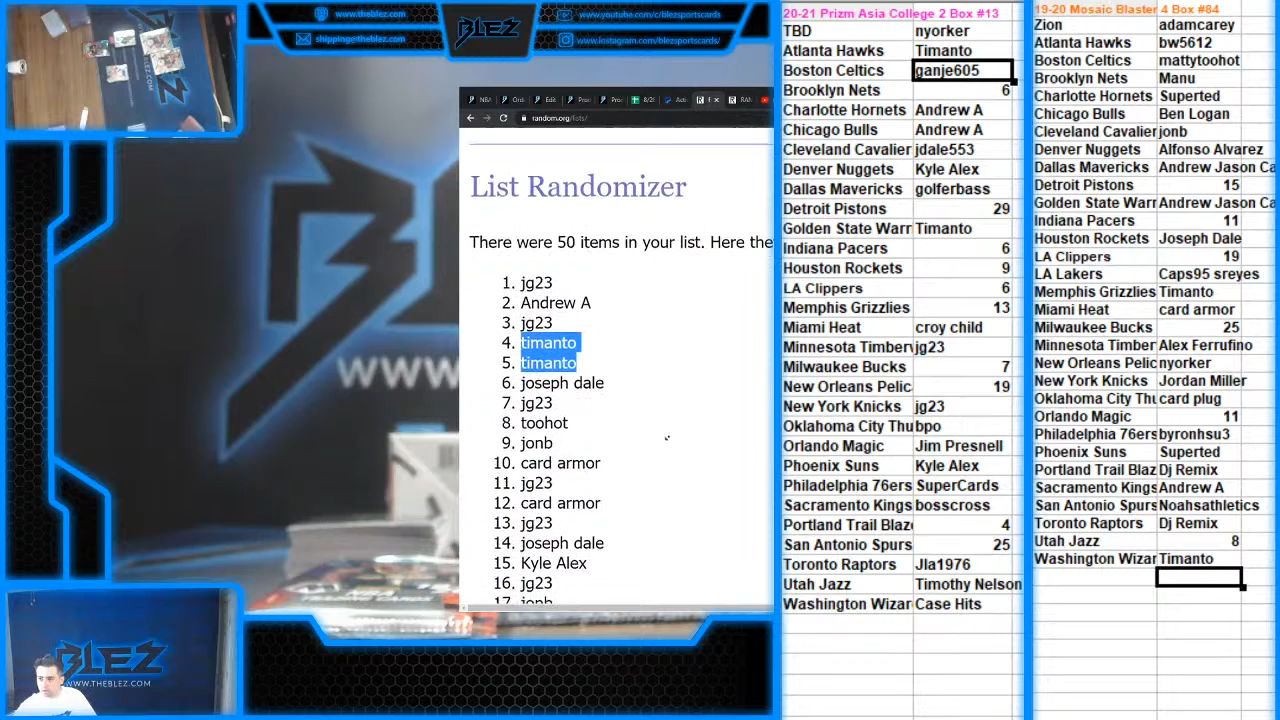 www.theblez.com
shipping@theblez.com
BLEZ
www.youtube.com/c/blezsportscards
www.instagram.com/blezsportscards/
random.org/lists/
List Randomizer
There were 50 items in your list. Here the
1. jg23
2. Andrew A
3. jg23
4. timanto
5. timanto
6. joseph dale
7. jg23
8. toohot
9. jonb
10. card armor
11. jg23
12. card armor
13. jg23
14. joseph dale
15. Kyle Alex
16. jg23
17. jonb
www
BLEZ
WWW.THEBLEZ.COM
20-21 Prizm Asia College 2 Box #13
TBD nyorker
Atlanta Hawks Timanto
Boston Celtics ganje605
Brooklyn Nets 6
Charlotte Hornets Andrew A
Chicago Bulls Andrew A
Cleveland Cavalier jdale553
Denver Nuggets Kyle Alex
Dallas Mavericks golferbass
Detroit Pistons 29
Golden State Warr Timanto
Indiana Pacers 6
Houston Rockets 9
LA Clippers 6
Memphis Grizzlies 13
Miami Heat croy child
Minnesota Timberv jg23
Milwaukee Bucks 7
New Orleans Pelic 19
New York Knicks jg23
Oklahoma City Thu bpo
Orlando Magic Jim Presnell
Phoenix Suns Kyle Alex
Philadelphia 76ers SuperCards
Sacramento Kings bosscross
Portland Trail Blaze 4
San Antonio Spurs 25
Toronto Raptors Jla1976
Utah Jazz Timothy Nelson
Washington Wizar Case Hits
19-20 Mosaic Blaster 4 Box #84
Zion adamcarey
Atlanta Hawks bw5612
Boston Celtics mattytoohot
Brooklyn Nets Manu
Charlotte Hornets Superted
Chicago Bulls Ben Logan
Cleveland Cavalier jonb
Denver Nuggets Alfonso Alvarez
Dallas Mavericks Andrew Jason Ca
Detroit Pistons 15
Golden State Warr Andrew Jason Ca
Indiana Pacers 11
Houston Rockets Joseph Dale
LA Clippers 19
LA Lakers Caps95 sreyes
Memphis Grizzlies Timanto
Miami Heat card armor
Milwaukee Bucks 25
Minnesota Timber Alex Ferrufino
New Orleans Pelic nyorker
New York Knicks Jordan Miller
Oklahoma City Thu card plug
Orlando Magic 11
Philadelphia 76ers byronhsu3
Phoenix Suns Superted
Portland Trail Blaz Dj Remix
Sacramento Kings Andrew A
San Antonio Spurs Noahsathletics
Toronto Raptors Dj Remix
Utah Jazz 8
Washington Wizar Timanto